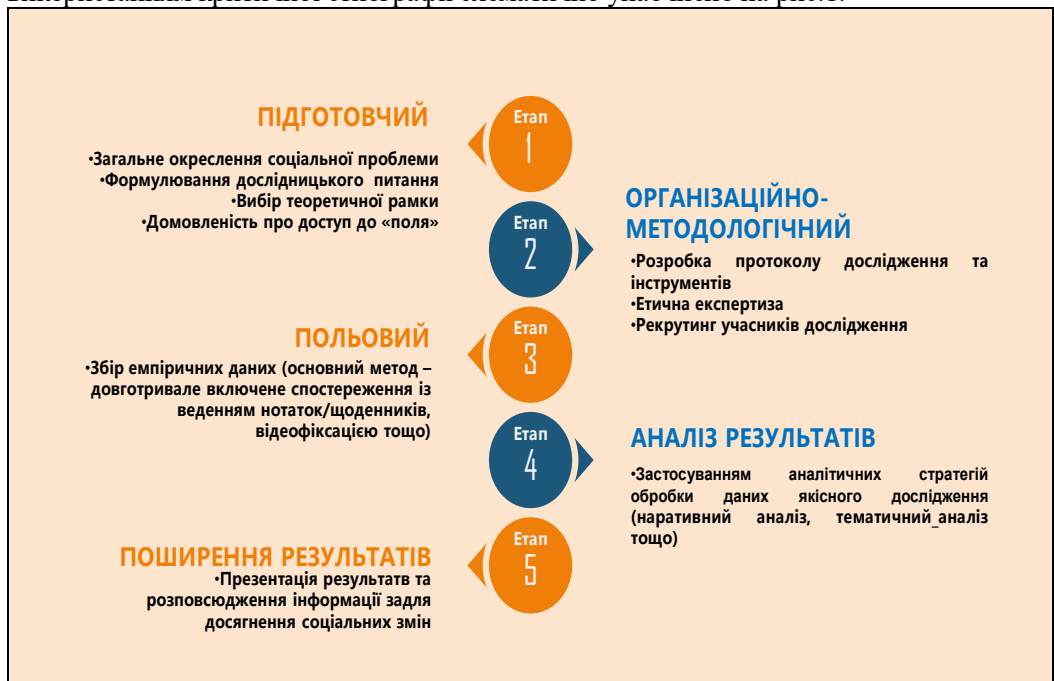 ПІДГОТОВЧИЙ
•Загальне окреслення соціальної проблеми
•Формулювання дослідницького питання
•Вибір теоретичної рамки
•Домовленість про доступ до «поля»
Етап
1
Етап
2
ОРГАНІЗАЦІЙНО-
МЕТОДОЛОГІЧНИЙ
•Розробка протоколу дослідження та
інструментів
•Етична експертиза
•Рекрутинг учасників дослідження
ПОЛЬОВИЙ
•Збір емпіричних даних (основний метод –
довготривале включене спостереження із
веденням нотаток/щоденників,
відеофіксацією тощо)
Етап
3
Етап
4
АНАЛІЗ РЕЗУЛЬТАТІВ
•Застосуванням аналітичних стратегій
обробки даних якісного дослідження
(наративний аналіз, тематичний_аналіз
тощо)
ПОШИРЕННЯ РЕЗУЛЬТАТІВ
•Презентація результатв та
розповсюдження інформації задля
досягнення соціальних змін
Етап
5